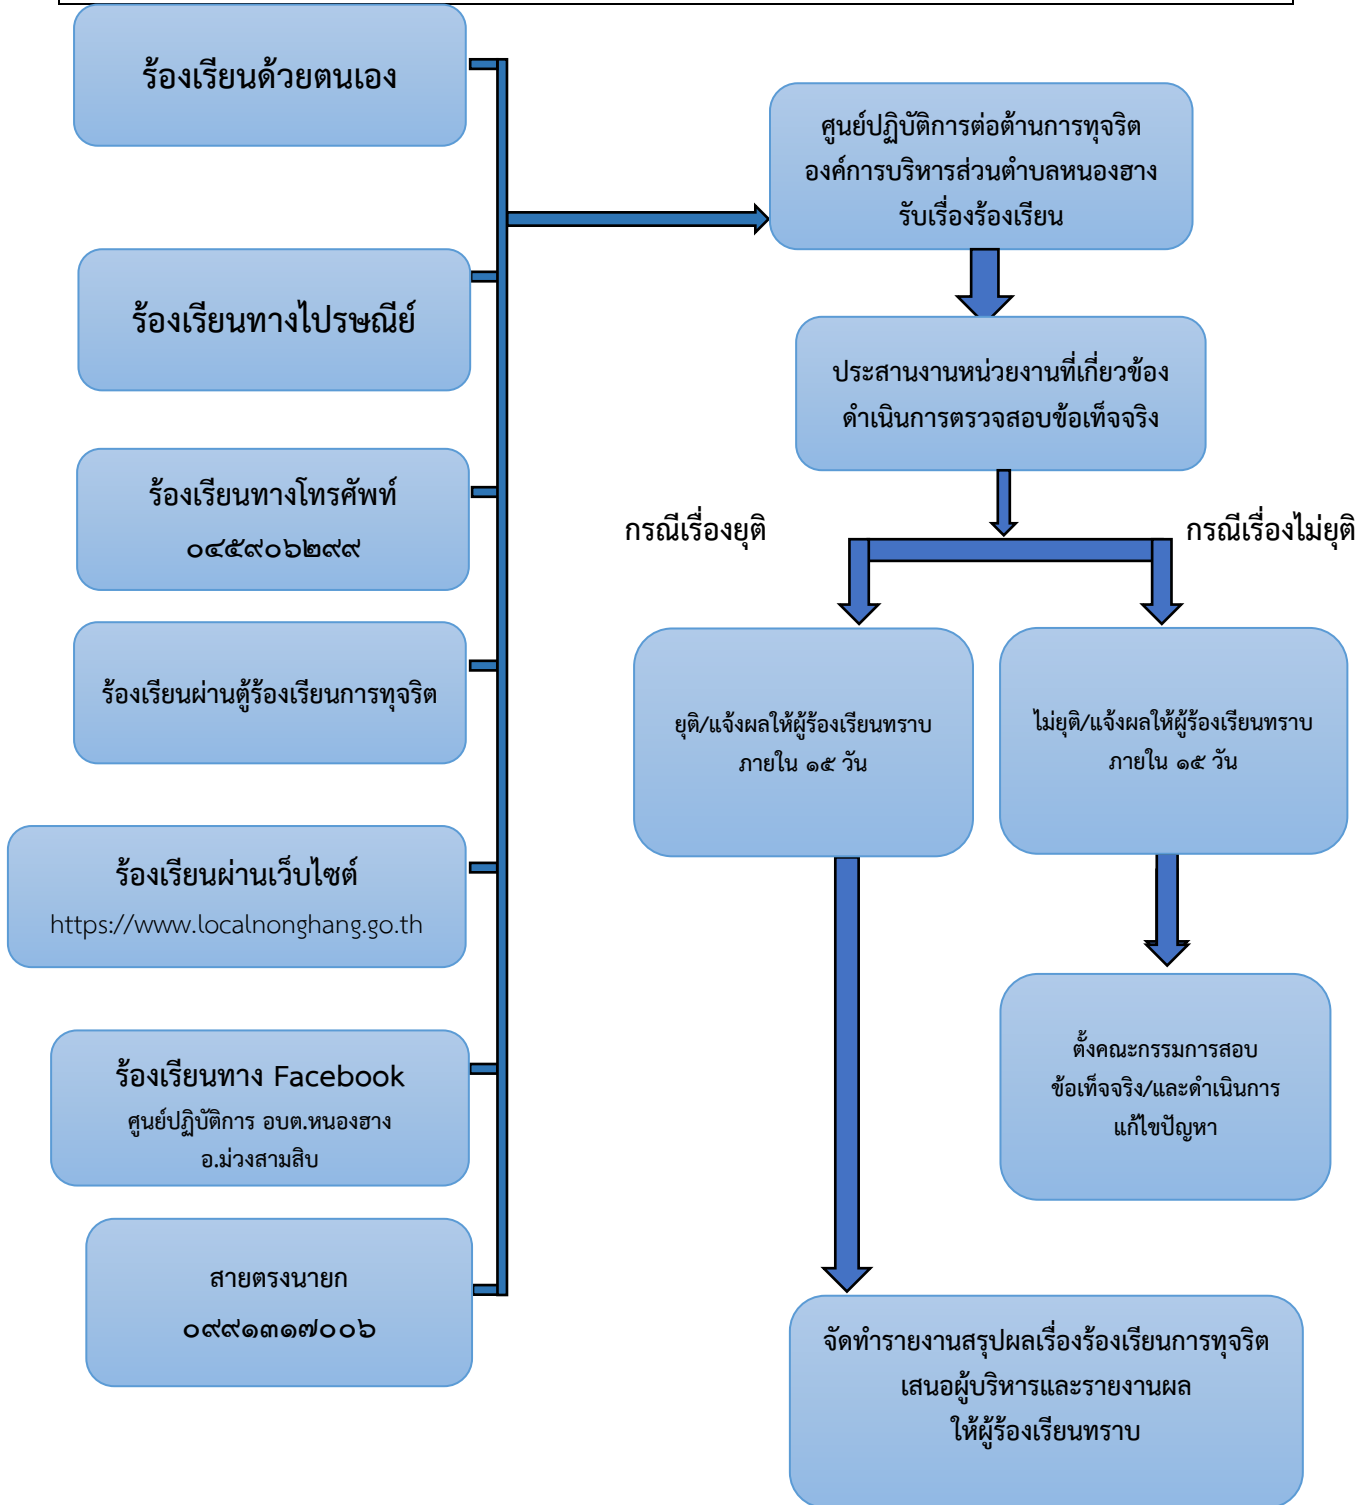 ร้องเรียนด้วยตนเอง
ร้องเรียนทางไปรษณีย์
ร้องเรียนทางโทรศัพท์
๐๔๕๙๐๖๒๙๙
ร้องเรียนผ่านตู้ร้องเรียนการทุจริต
ร้องเรียนผ่านเว็บไซต์
https://www.localnonghang.go.th
ร้องเรียนทาง Facebook
ศูนย์ปฏิบัติการ อบต.หนองฮาง
อ.ม่วงสามสิบ
สายตรงนายก
๐๙๙๑๓๑๗๐๐๖
ศูนย์ปฏิบัติการต่อต้านการทุจริต
องค์การบริหารส่วนตำบลหนองฮาง
รับเรื่องร้องเรียน
ประสานงานหน่วยงานที่เกี่ยวข้อง
ดำเนินการตรวจสอบข้อเท็จจริง
กรณีเรื่องยุติ
กรณีเรื่องไม่ยุติ
ยุติ/แจ้งผลให้ผู้ร้องเรียนทราบ
ภายใน ๑๕ วัน
ไม่ยุติ/แจ้งผลให้ผู้ร้องเรียนทราบ
ภายใน ๑๕ วัน
ตั้งคณะกรรมการสอบ
ข้อเท็จจริง/และดำเนินการ
แก้ไขปัญหา
จัดทำรายงานสรุปผลเรื่องร้องเรียนการทุจริต
เสนอผู้บริหารและรายงานผล
ให้ผู้ร้องเรียนทราบ